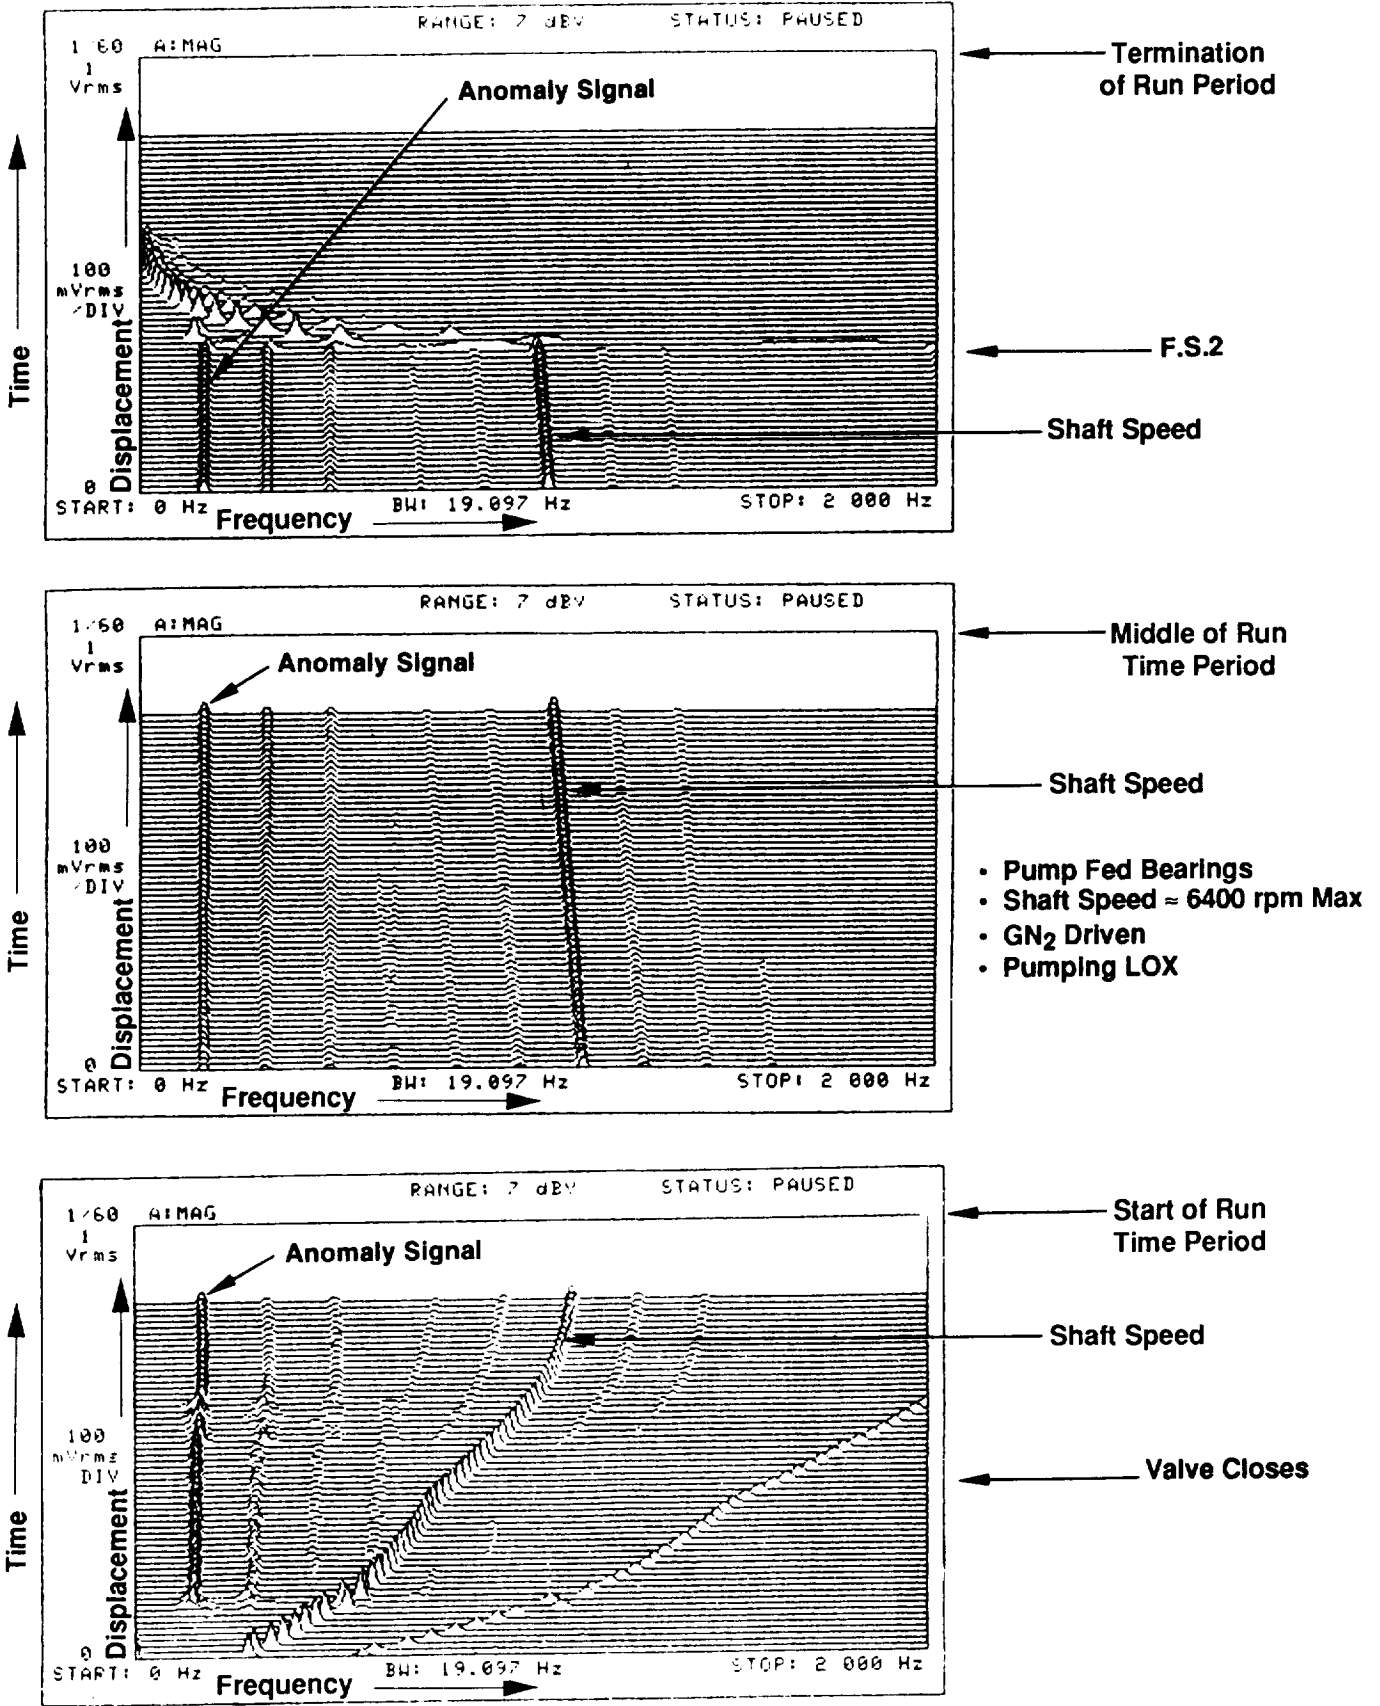 RANGE: 7 dBV STATUS: PAUSED
1/60 A:MAG
1
Vrms
Anomaly Signal
Termination
of Run Period
100
mVrms
/DIV
Displacement
Time
F.S.2
Shaft Speed
0
START: 0 Hz BW: 19.097 Hz STOP: 2 000 Hz
Frequency
RANGE: 7 dBV STATUS: PAUSED
1/60 A:MAG
1
Vrms
Anomaly Signal
Middle of Run
Time Period
Shaft Speed
100
mVrms
/DIV
Displacement
Time
• Pump Fed Bearings
• Shaft Speed ≈ 6400 rpm Max
• GN2 Driven
• Pumping LOX
0
START: 0 Hz BW: 19.097 Hz STOP: 2 000 Hz
Frequency
RANGE: 7 dBV STATUS: PAUSED
1/60 A:MAG
1
Vrms
Anomaly Signal
Start of Run
Time Period
Shaft Speed
100
mVrms
DIV
Displacement
Time
Valve Closes
0
START: 0 Hz BW: 19.097 Hz STOP: 2 000 Hz
Frequency